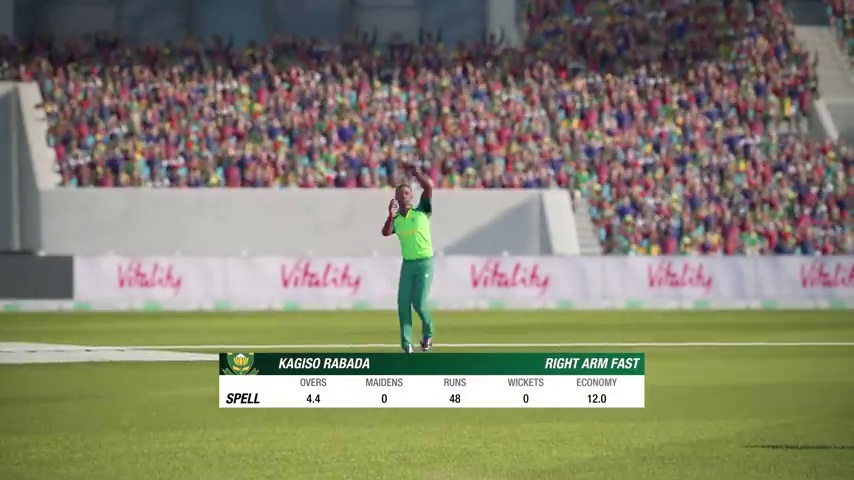 Vitality Vitality Vitality Vitality Vitality
KAGISO RABADA RIGHT ARM FAST
OVERS MAIDENS RUNS WICKETS ECONOMY
SPELL 4.4 0 48 0 12.0